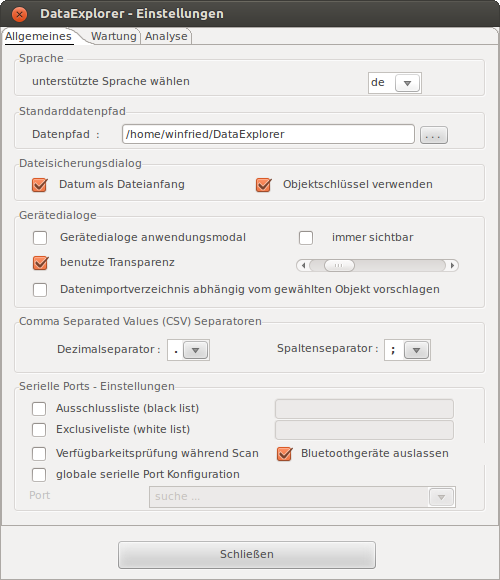 DataExplorer - Einstellungen
Allgemeines Wartung Analyse
Sprache
unterstützte Sprache wählen de
Standarddatenpfad
Datenpfad : /home/winfried/DataExplorer ...
Dateisicherungsdialog
Datum als Dateianfang Objektschlüssel verwenden
Gerätedialoge
Gerätedialoge anwendungsmodal immer sichtbar
benutze Transparenz
Datenimportverzeichnis abhängig vom gewählten Objekt vorschlagen
Comma Separated Values (CSV) Separatoren
Dezimalseparator : . Spaltenseparator : ;
Serielle Ports - Einstellungen
Ausschlussliste (black list)
Exclusiveliste (white list)
Verfügbarkeitsprüfung während Scan Bluetoothgeräte auslassen
globale serielle Port Konfiguration
Port suche ...
Schließen